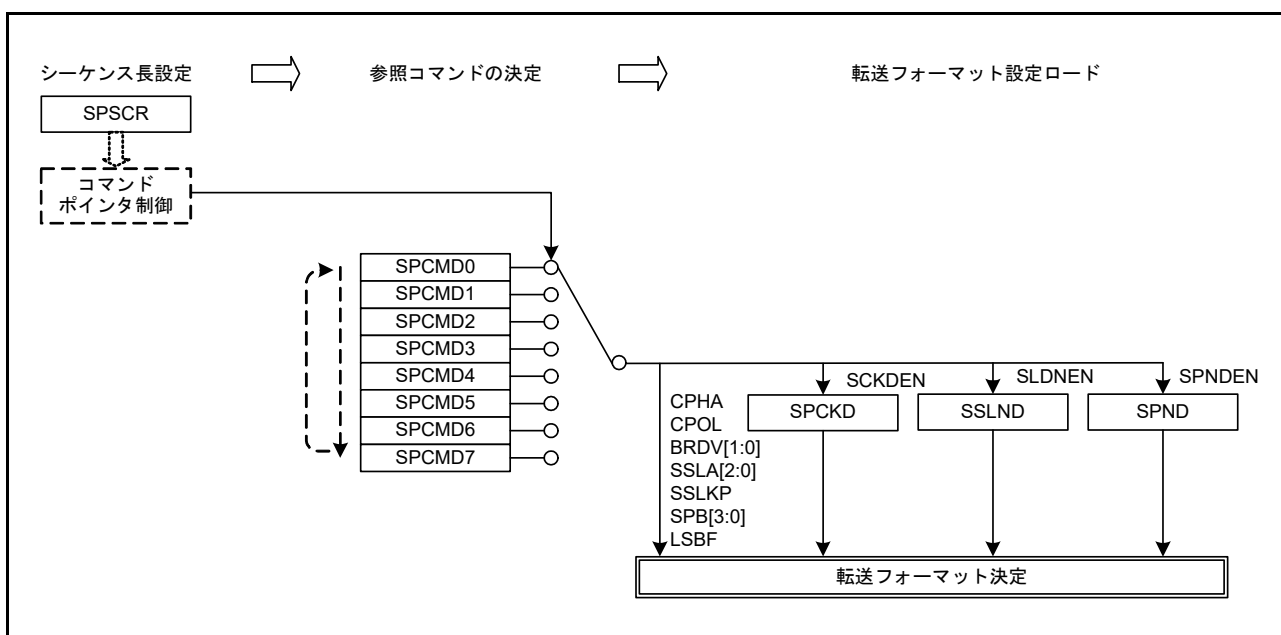 シーケンス長設定
参照コマンドの決定
転送フォーマット設定ロード
SPSCR
コマンド
ポインタ制御
SPCMD0
SPCMD1
SPCMD2
SPCMD3
SPCMD4
SPCMD5
SPCMD6
SPCMD7
CPHA
CPOL
BRDV[1:0]
SSLA[2:0]
SSLKP
SPB[3:0]
LSBF
SCKDEN
SPCKD
SLDNEN
SSLND
SPNDEN
SPND
転送フォーマット決定